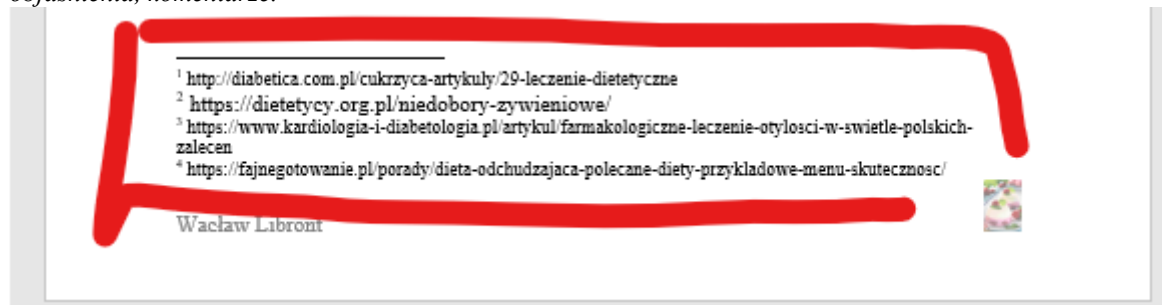 objaśnienia, komentarze.
1 http://diabetica.com.pl/cukrzyca-artykuly/29-leczenie-dietetyczne
2 https://dietetycy.org.pl/niedobory-zywieniowe/
3 https://www.kardiologia-i-diabetologia.pl/artykul/farmakologiczne-leczenie-otylosci-w-swietle-polskich-
zalecen
4 https://fajnegotowanie.pl/porady/dieta-odchudzajaca-polecane-diety-przykladowe-menu-skutecznosc/
Wacław Libront